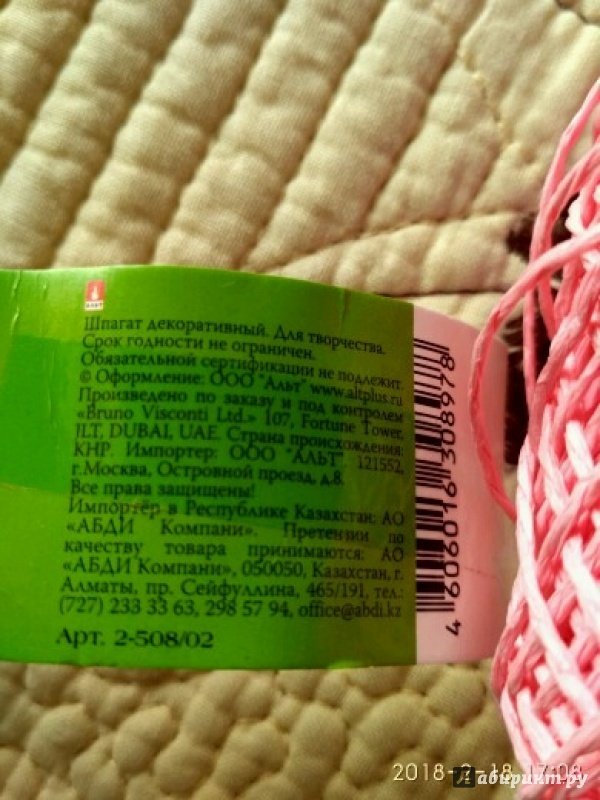 АЛЬТ
Шпагат декоративный. Для творчества.
Срок годности не ограничен.
Обязательной сертификации не подлежит.
© Оформление: ООО "Альт" www.altplus.ru
Произведено по заказу и под контролем
«Bruno Visconti Ltd.» 107, Fortune Tower,
JLT, DUBAI, UAE. Страна происхождения:
КНР. Импортер: ООО "АЛЬТ" 121552,
г.Москва, Островной проезд, д.8.
Все права защищены!
Импортёр в Республике Казахстан: АО
«АБДИ Компани». Претензии по
качеству товара принимаются: АО
«АБДИ Компани», 050050, Казахстан, г.
Алматы, пр. Сейфуллина, 465/191, тел.:
(727) 233 33 63, 298 57 94, office@abdi.kz
Арт. 2-508/02
4 606016 308978
2018-2-18 17:08
Лабиринт.ру